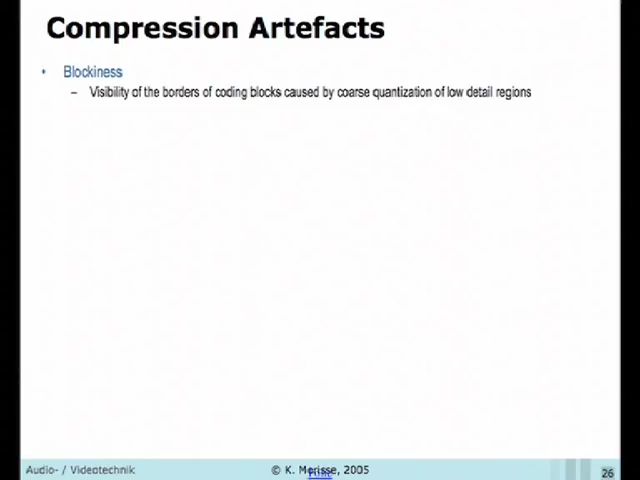 Compression Artefacts
• Blockiness
– Visibility of the borders of coding blocks caused by coarse quantization of low detail regions
Audio- / Videotechnik
© K. Morisse, 2005
26